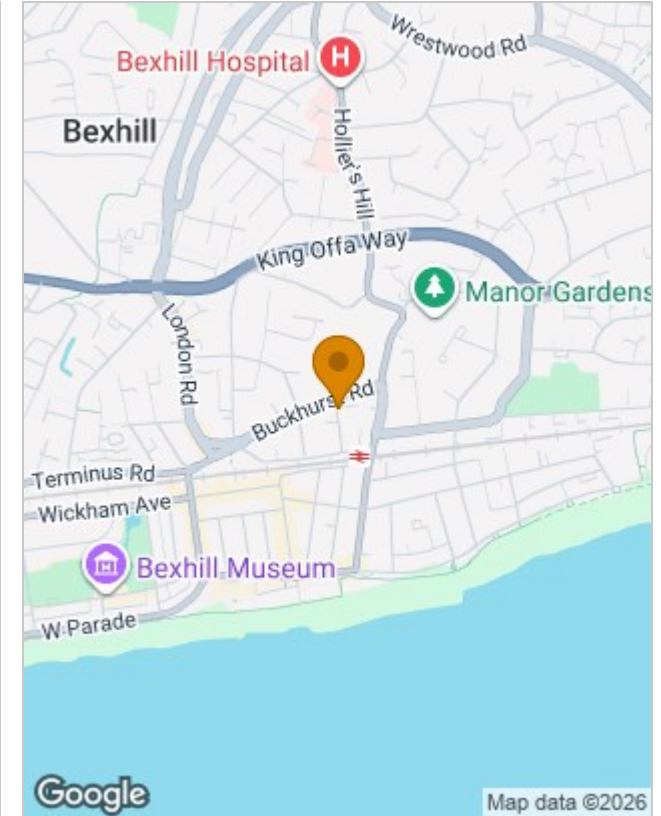 Wrestwood Rd
Bexhill Hospital
H
Bexhill
Hollier's Hill
King Offa Way
Manor Gardens
London Rd
Buckhurst Rd
Terminus Rd
Wickham Ave
Bexhill Museum
W Parade
Google
Map data ©2026